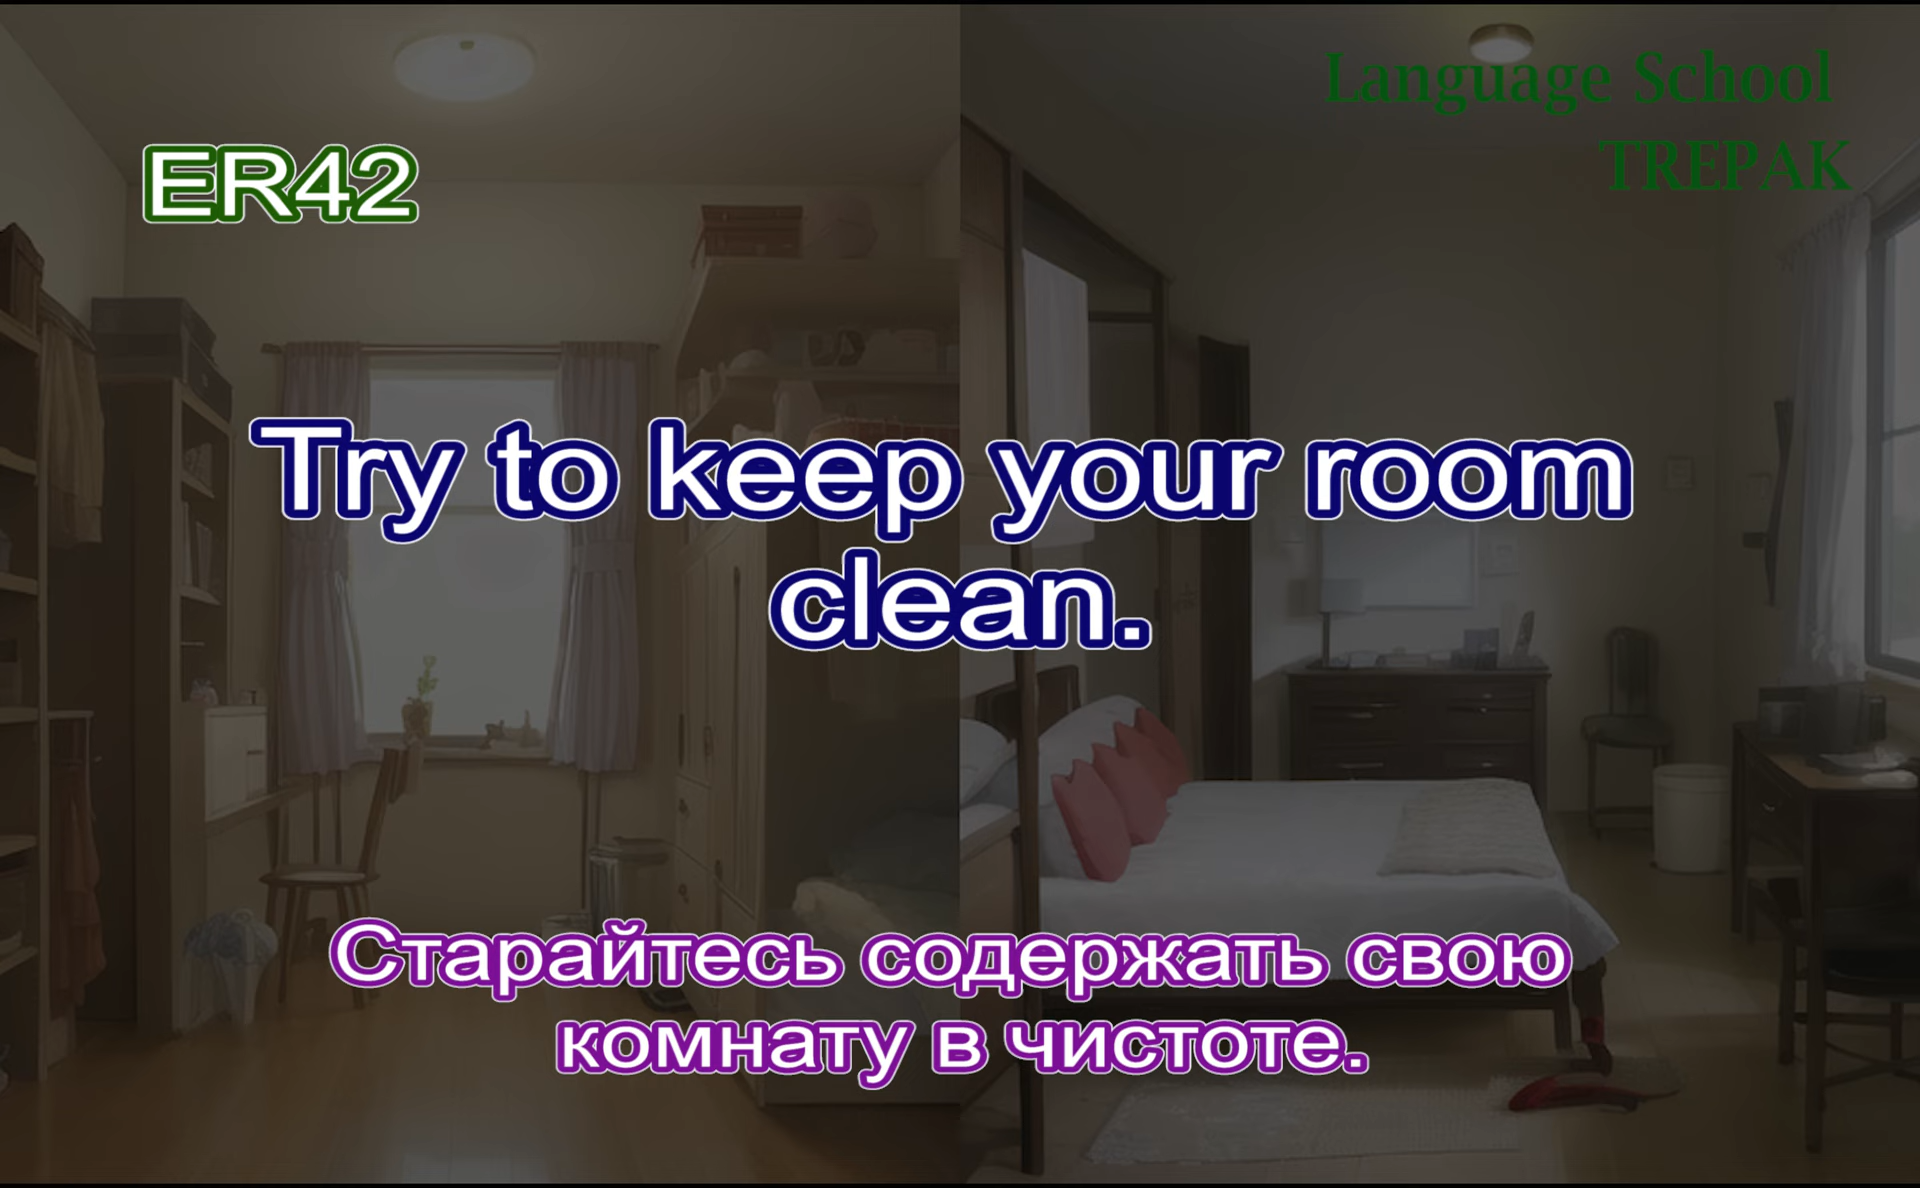 Language School
TREPAK
ER42
Try to keep your room
clean.
Старайтесь содержать свою
комнату в чистоте.